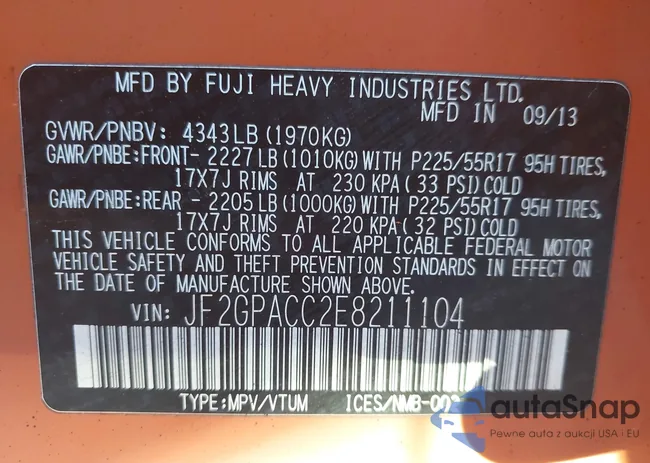 MFD BY FUJI HEAVY INDUSTRIES LTD.
MFD IN 09/13
GVWR/PNBV: 4343LB (1970KG)
GAWR/PNBE:FRONT- 2227LB (1010KG) WITH P225/55R17 95H TIRES,
17X7J RIMS AT 230 KPA (33 PSI) COLD
GAWR/PNBE:REAR - 2205LB (1000KG) WITH P225/55R17 95H TIRES,
17X7J RIMS AT 220 KPA (32 PSI) COLD
THIS VEHICLE CONFORMS TO ALL APPLICABLE FEDERAL MOTOR
VEHICLE SAFETY AND THEFT PREVENTION STANDARDS IN EFFECT ON
THE DATE OF MANUFACTURE SHOWN ABOVE.
VIN: JF2GPACC2E8211104
TYPE:MPV/VTUM ICES/NMB-00
autaSnap
Pewne auta z aukcji USA i EU